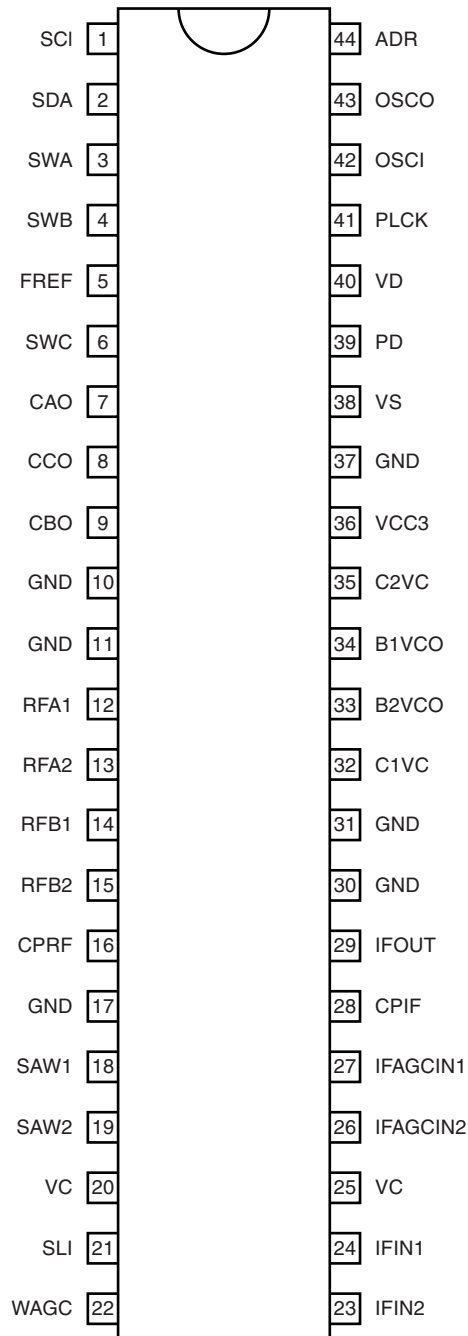 SCI 1 44 ADR
SDA 2 43 OSCO
SWA 3 42 OSCI
SWB 4 41 PLCK
FREF 5 40 VD
SWC 6 39 PD
CAO 7 38 VS
CCO 8 37 GND
CBO 9 36 VCC3
GND 10 35 C2VC
GND 11 34 B1VCO
RFA1 12 33 B2VCO
RFA2 13 32 C1VC
RFB1 14 31 GND
RFB2 15 30 GND
CPRF 16 29 IFOUT
GND 17 28 CPIF
SAW1 18 27 IFAGCIN1
SAW2 19 26 IFAGCIN2
VC 20 25 VC
SLI 21 24 IFIN1
WAGC 22 23 IFIN2